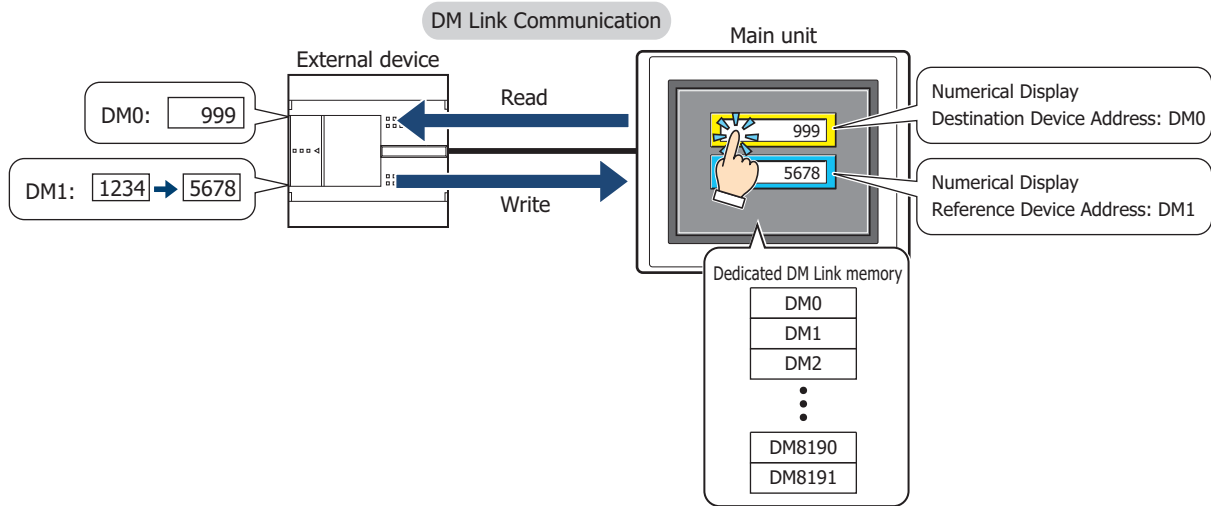 DM Link Communication
External device
Main unit
DM0: 999
DM1: 1234 5678
Read
Write
999
5678
Numerical Display
Destination Device Address: DM0
Numerical Display
Reference Device Address: DM1
Dedicated DM Link memory
DM0
DM1
DM2
DM8190
DM8191